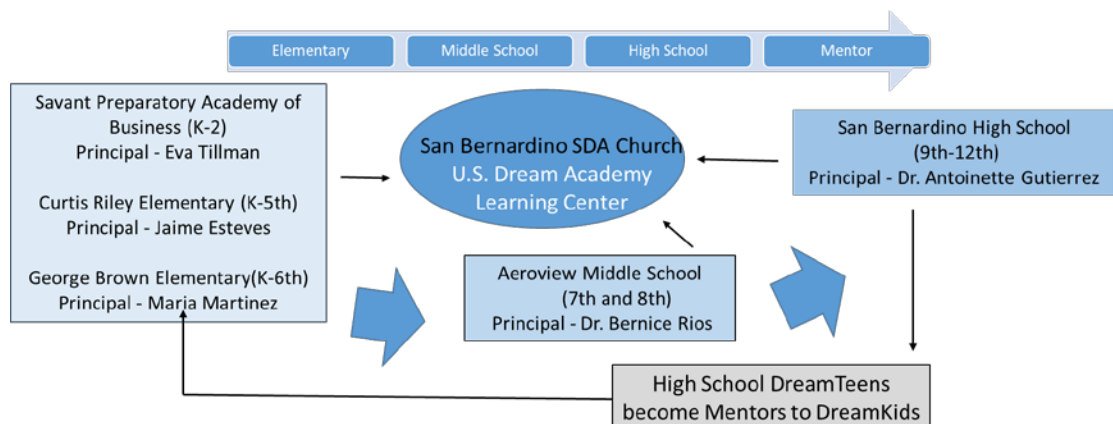 Elementary
Middle School
High School
Mentor
Savant Preparatory Academy of
Business (K-2)
Principal - Eva Tillman
Curtis Riley Elementary (K-5th)
Principal - Jaime Esteves
George Brown Elementary(K-6th)
Principal - Maria Martinez
San Bernardino SDA Church
U.S. Dream Academy
Learning Center
San Bernardino High School
(9th-12th)
Principal - Dr. Antoinette Gutierrez
Aeroview Middle School
(7th and 8th)
Principal - Dr. Bernice Rios
High School DreamTeens
become Mentors to DreamKids